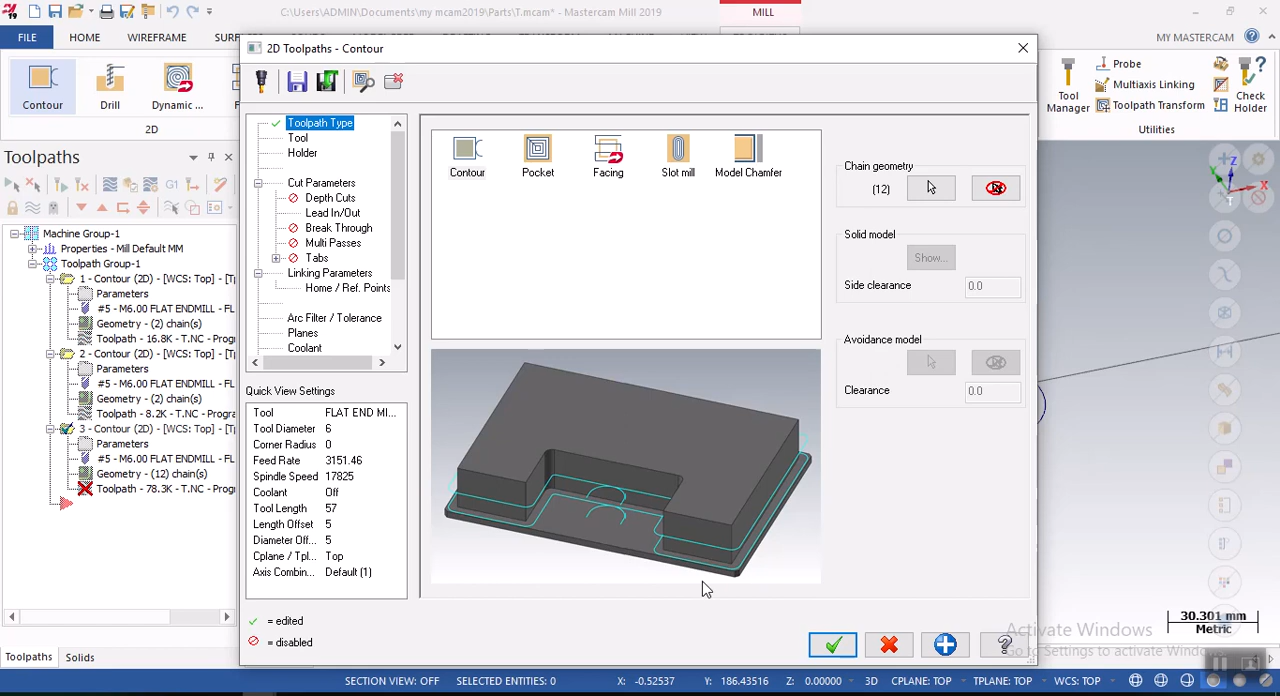 C:\Users\ADMIN\Documents\my mcam2019\Parts\T.mcam* - Mastercam Mill 2019
MILL
FILE
HOME
WIREFRAME
SURF
MY MASTERCAM
Contour
Drill
Dynamic ...
2D
Tool Manager
Probe
Multiaxis Linking
Toolpath Transform
Check Holder
Utilities
Toolpaths
G1
Machine Group-1
Properties - Mill Default MM
Toolpath Group-1
1 - Contour (2D) - [WCS: Top] - [T
Parameters
#5 - M6.00 FLAT ENDMILL - FL
Geometry - (2) chain(s)
Toolpath - 16.8K - T.NC - Progra
2 - Contour (2D) - [WCS: Top] - [T
Parameters
#5 - M6.00 FLAT ENDMILL - FL
Geometry - (2) chain(s)
Toolpath - 8.2K - T.NC - Progra
3 - Contour (2D) - [WCS: Top] - [T
Parameters
#5 - M6.00 FLAT ENDMILL - FL
Geometry - (12) chain(s)
Toolpath - 78.3K - T.NC - Progra
Toolpaths
Solids
2D Toolpaths - Contour
Toolpath Type
Tool
Holder
Cut Parameters
Depth Cuts
Lead In/Out
Break Through
Multi Passes
Tabs
Linking Parameters
Home / Ref. Points
Arc Filter / Tolerance
Planes
Coolant
Quick View Settings
Tool FLAT END MI...
Tool Diameter 6
Corner Radius 0
Feed Rate 3151.46
Spindle Speed 17825
Coolant Off
Tool Length 57
Length Offset 5
Diameter Off... 5
Cplane / Tpl... Top
Axis Combin... Default (1)
= edited
= disabled
Contour
Pocket
Facing
Slot mill
Model Chamfer
Chain geometry
(12)
Solid model
Show...
Side clearance 0.0
Avoidance model
Clearance 0.0
Z
X
Y
T
30.301 mm
Metric
Activate Windows
Go to Settings to activate Windows.
SECTION VIEW: OFF SELECTED ENTITIES: 0 X: -0.52537 Y: 186.43516 Z: 0.00000 3D CPLANE: TOP TPLANE: TOP WCS: TOP